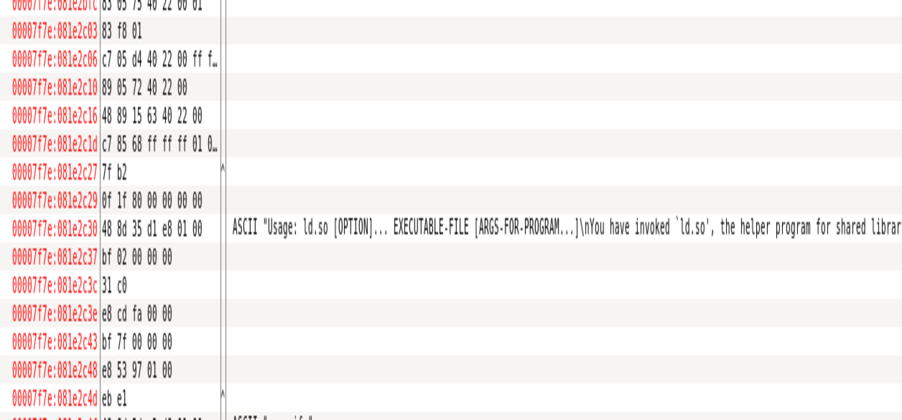 00007f7e:081e2bfc 83 05 75 40 22 00 01
00007f7e:081e2c03 83 f8 01
00007f7e:081e2c06 c7 05 d4 40 22 00 ff f…
00007f7e:081e2c10 89 05 72 40 22 00
00007f7e:081e2c16 48 89 15 63 40 22 00
00007f7e:081e2c1d c7 85 68 ff ff ff 01 0…
00007f7e:081e2c27 7f b2 ^
00007f7e:081e2c29 0f 1f 80 00 00 00 00
00007f7e:081e2c30 48 8d 35 d1 e8 01 00 ASCII "Usage: ld.so [OPTION]... EXECUTABLE-FILE [ARGS-FOR-PROGRAM...]\nYou have invoked `ld.so', the helper program for shared librar
00007f7e:081e2c37 bf 02 00 00 00
00007f7e:081e2c3c 31 c0
00007f7e:081e2c3e e8 cd fa 00 00
00007f7e:081e2c43 bf 7f 00 00 00
00007f7e:081e2c48 e8 53 97 01 00
00007f7e:081e2c4d eb e1 ^